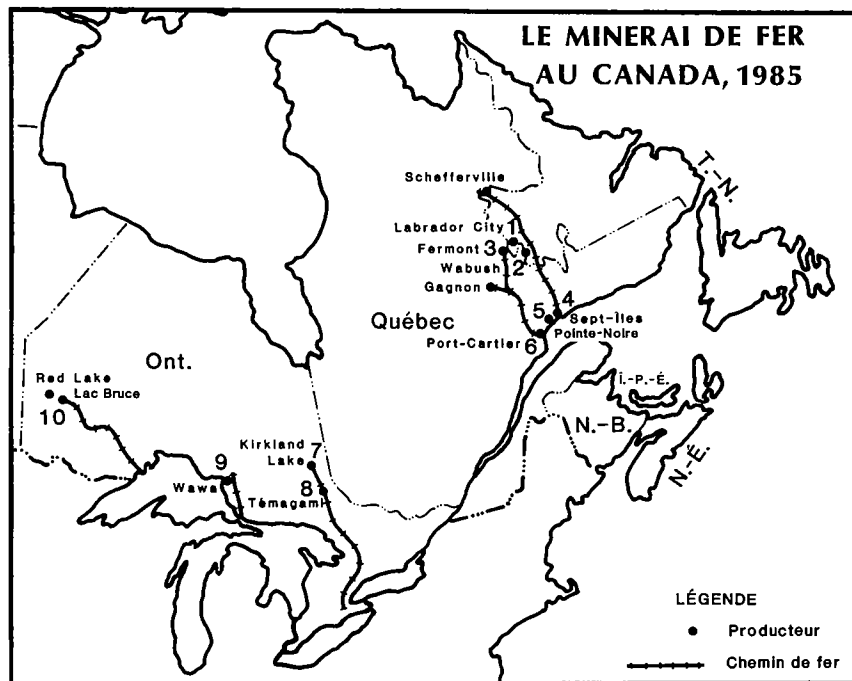 LE MINERAI DE FER
AU CANADA, 1985
T.-N.
Schefferville
Labrador City 1
Fermont 3
Wabush 2
Gagnon
Québec
5 4
Sept-Îles
Pointe-Noire
Port-Cartier 6
Ont.
Î.-P.-É.
Red Lake
Lac Bruce
10
N.-B.
N.-É.
Kirkland
Lake
7
9
Wawa
8
Témagami
LÉGENDE
Producteur
Chemin de fer